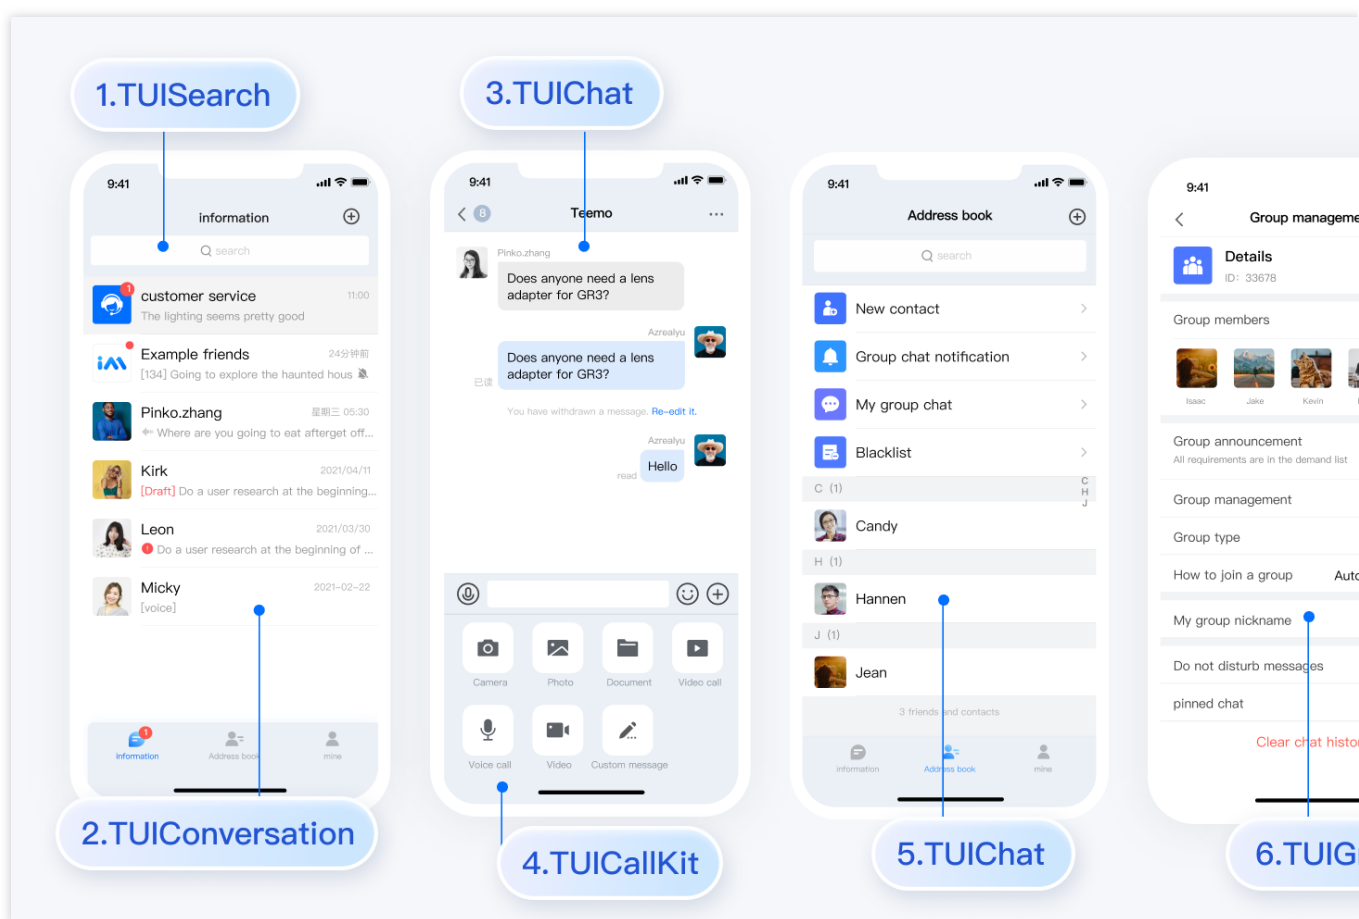 1.TUISearch
9:41
information
search
1
customer service
11:00
The lighting seems pretty good
Example friends
24分钟前
[134] Going to explore the haunted hous
Pinko.zhang
星期三 05:30
Where are you going to eat afterget off...
Kirk
2021/04/11
[Draft] Do a user research at the beginning...
Leon
2021/03/30
Do a user research at the beginning of ...
Micky
2021-02-22
[voice]
1
information
Address book
mine
2.TUIConversation
3.TUIChat
9:41
8
Teemo
...
Pinko.zhang
Does anyone need a lens
adapter for GR3?
Azrealyu
Does anyone need a lens
adapter for GR3?
已读
You have withdrawn a message. Re-edit it.
Azrealyu
Hello
read
Camera
Photo
Document
Video call
Voice call
Video
Custom message
4.TUICallKit
9:41
Address book
search
New contact
Group chat notification
My group chat
Blacklist
C (1)
C
H
J
Candy
H (1)
Hannen
J (1)
Jean
3 friends and contacts
information
Address book
mine
5.TUIChat
9:41
Group manageme
Details
ID: 33678
Group members
Isaac
Jake
Kevin
Group announcement
All requirements are in the demand list
Group management
Group type
How to join a group
Auto
My group nickname
Do not disturb messages
pinned chat
Clear chat histor
6.TUIG